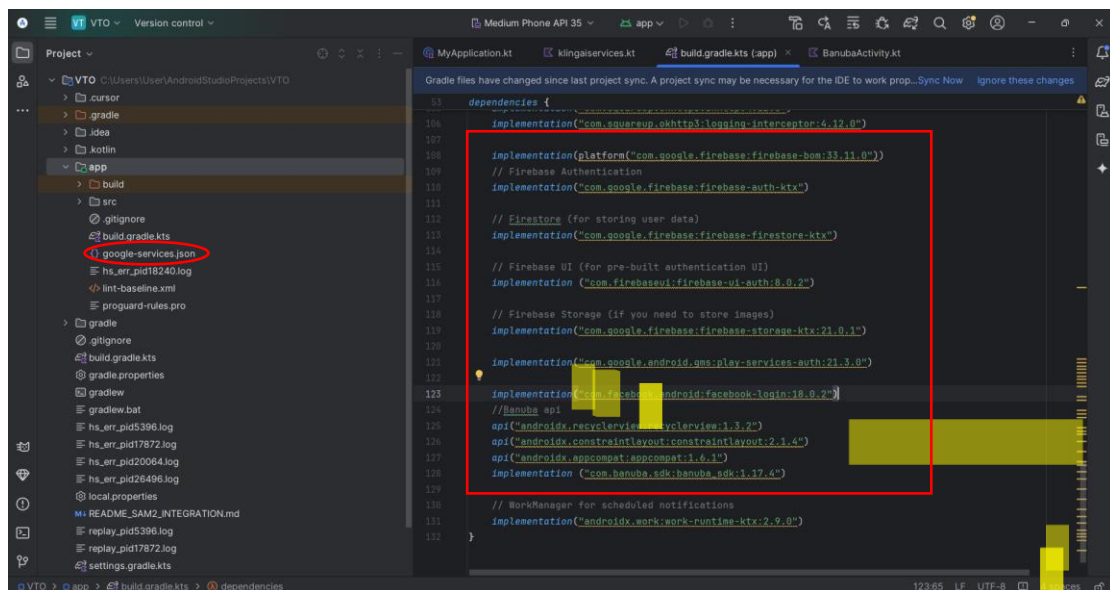 VT VTO Version control
Medium Phone API 35 app
Project
MyApplication.kt klingaiservices.kt build.gradle.kts (:app) BanubaActivity.kt
Gradle files have changed since last project sync. A project sync may be necessary for the IDE to work prop... Sync Now Ignore these changes
VTO C:\Users\User\AndroidStudioProjects\VTO
.cursor
.gradle
.idea
.kotlin
app
build
src
.gitignore
build.gradle.kts
google-services.json
hs_err_pid18240.log
lint-baseline.xml
proguard-rules.pro
gradle
.gitignore
build.gradle.kts
gradle.properties
gradlew
gradlew.bat
hs_err_pid5396.log
hs_err_pid17872.log
hs_err_pid20064.log
hs_err_pid26496.log
local.properties
README_SAM2_INTEGRATION.md
replay_pid5396.log
replay_pid17872.log
settings.gradle.kts
53 dependencies {
106 implementation("com.squareup.okhttp3:logging-interceptor:4.12.0")
107
108 implementation(platform("com.google.firebase:firebase-bom:33.11.0"))
109 // Firebase Authentication
110 implementation("com.google.firebase:firebase-auth-ktx")
111
112 // Firestore (for storing user data)
113 implementation("com.google.firebase:firebase-firestore-ktx")
114
115 // Firebase UI (for pre-built authentication UI)
116 implementation ("com.firebaseui:firebase-ui-auth:8.0.2")
117
118 // Firebase Storage (if you need to store images)
119 implementation("com.google.firebase:firebase-storage-ktx:21.0.1")
120
121 implementation("com.google.android.gms:play-services-auth:21.3.0")
122
123 implementation("com.facebook.android:facebook-login:18.0.2")
124 //Banuba api
125 api("androidx.recyclerview:recyclerview:1.3.2")
126 api("androidx.constraintlayout:constraintlayout:2.1.4")
127 api("androidx.appcompat:appcompat:1.6.1")
128 implementation ("com.banuba.sdk:banuba_sdk:1.17.4")
129
130 // WorkManager for scheduled notifications
131 implementation("androidx.work:work-runtime-ktx:2.9.0")
132 }
VTO > app > build.gradle.kts > dependencies
123:65 LF UTF-8 spaces